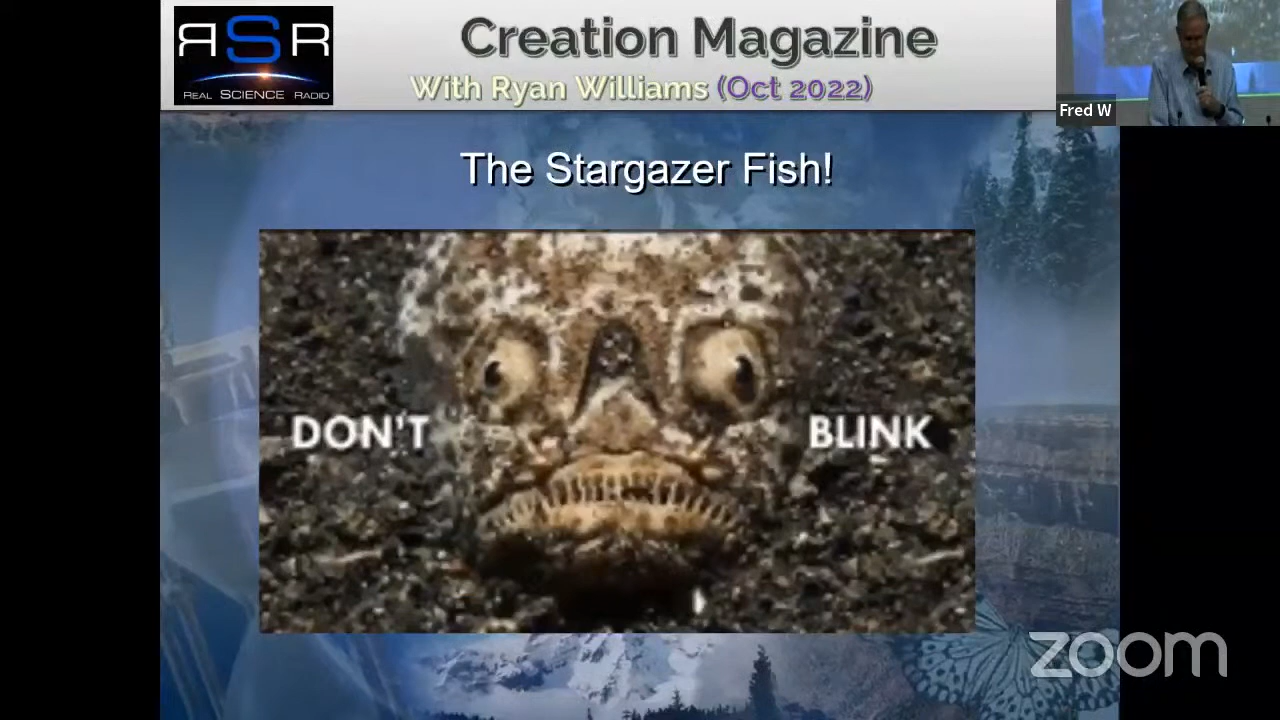 RSR
REAL SCIENCE RADIO
Creation Magazine
With Ryan Williams (Oct 2022)
Fred W
The Stargazer Fish!
DON'T BLINK
zoom